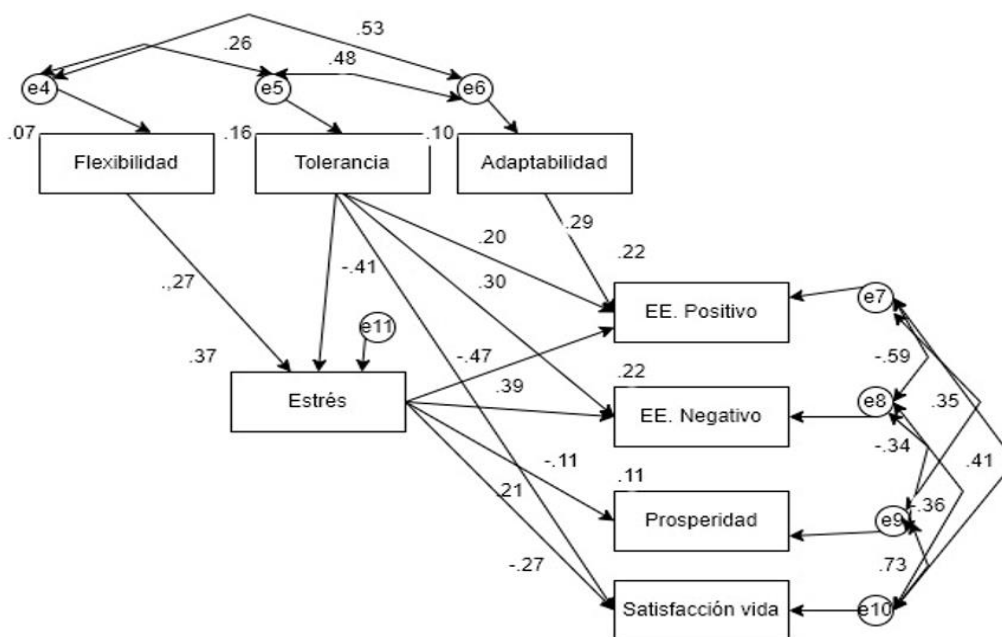 .53
.26
.48
e4
e5
e6
.07
.16
.10
Flexibilidad
Tolerancia
Adaptabilidad
.29
.20
.22
-.41
.30
.,27
e7
EE. Positivo
e11
.37
-.47
-.59
.22
.39
e8
.35
Estrés
EE. Negativo
-.34
.41
-.11
.11
.21
-.36
Prosperidad
e9
-.27
.73
Satisfacción vida
e10